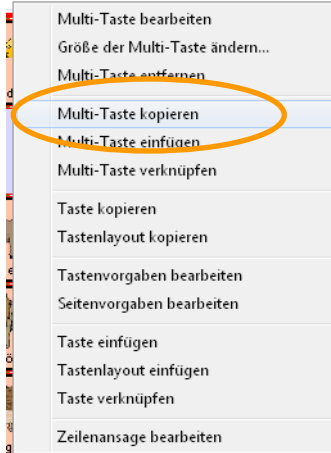 Multi-Taste bearbeiten
Größe der Multi-Taste ändern...
Multi-Taste entfernen
Multi-Taste kopieren
Multi-Taste einfügen
Multi-Taste verknüpfen
Taste kopieren
Tastenlayout kopieren
Tastenvorgaben bearbeiten
Seitenvorgaben bearbeiten
Taste einfügen
Tastenlayout einfügen
Taste verknüpfen
Zeilenansage bearbeiten